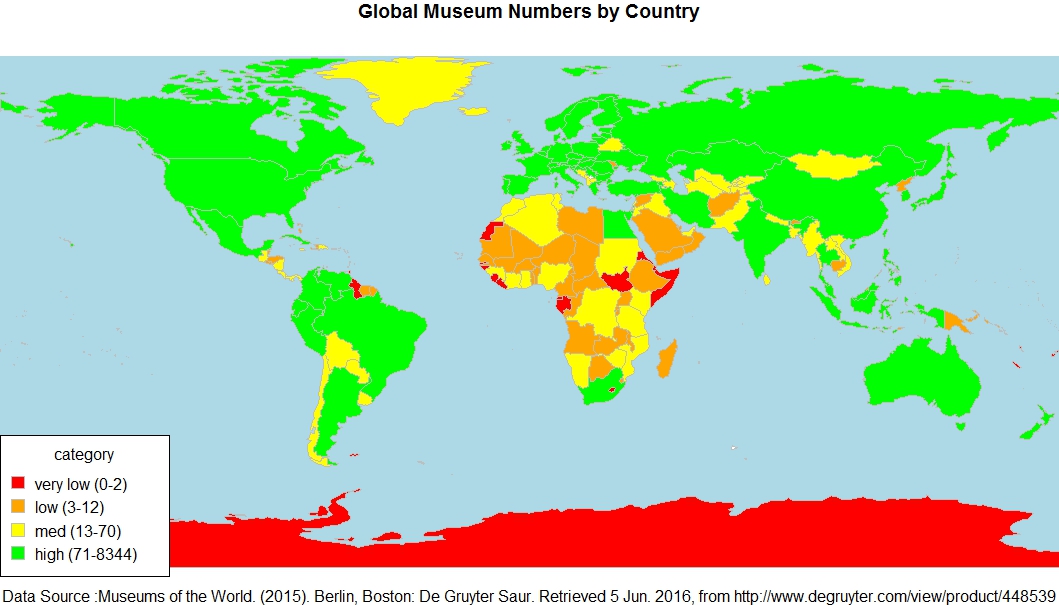 Global Museum Numbers by Country
category
very low (0-2)
low (3-12)
med (13-70)
high (71-8344)
Data Source :Museums of the World. (2015). Berlin, Boston: De Gruyter Saur. Retrieved 5 Jun. 2016, from http://www.degruyter.com/view/product/448539